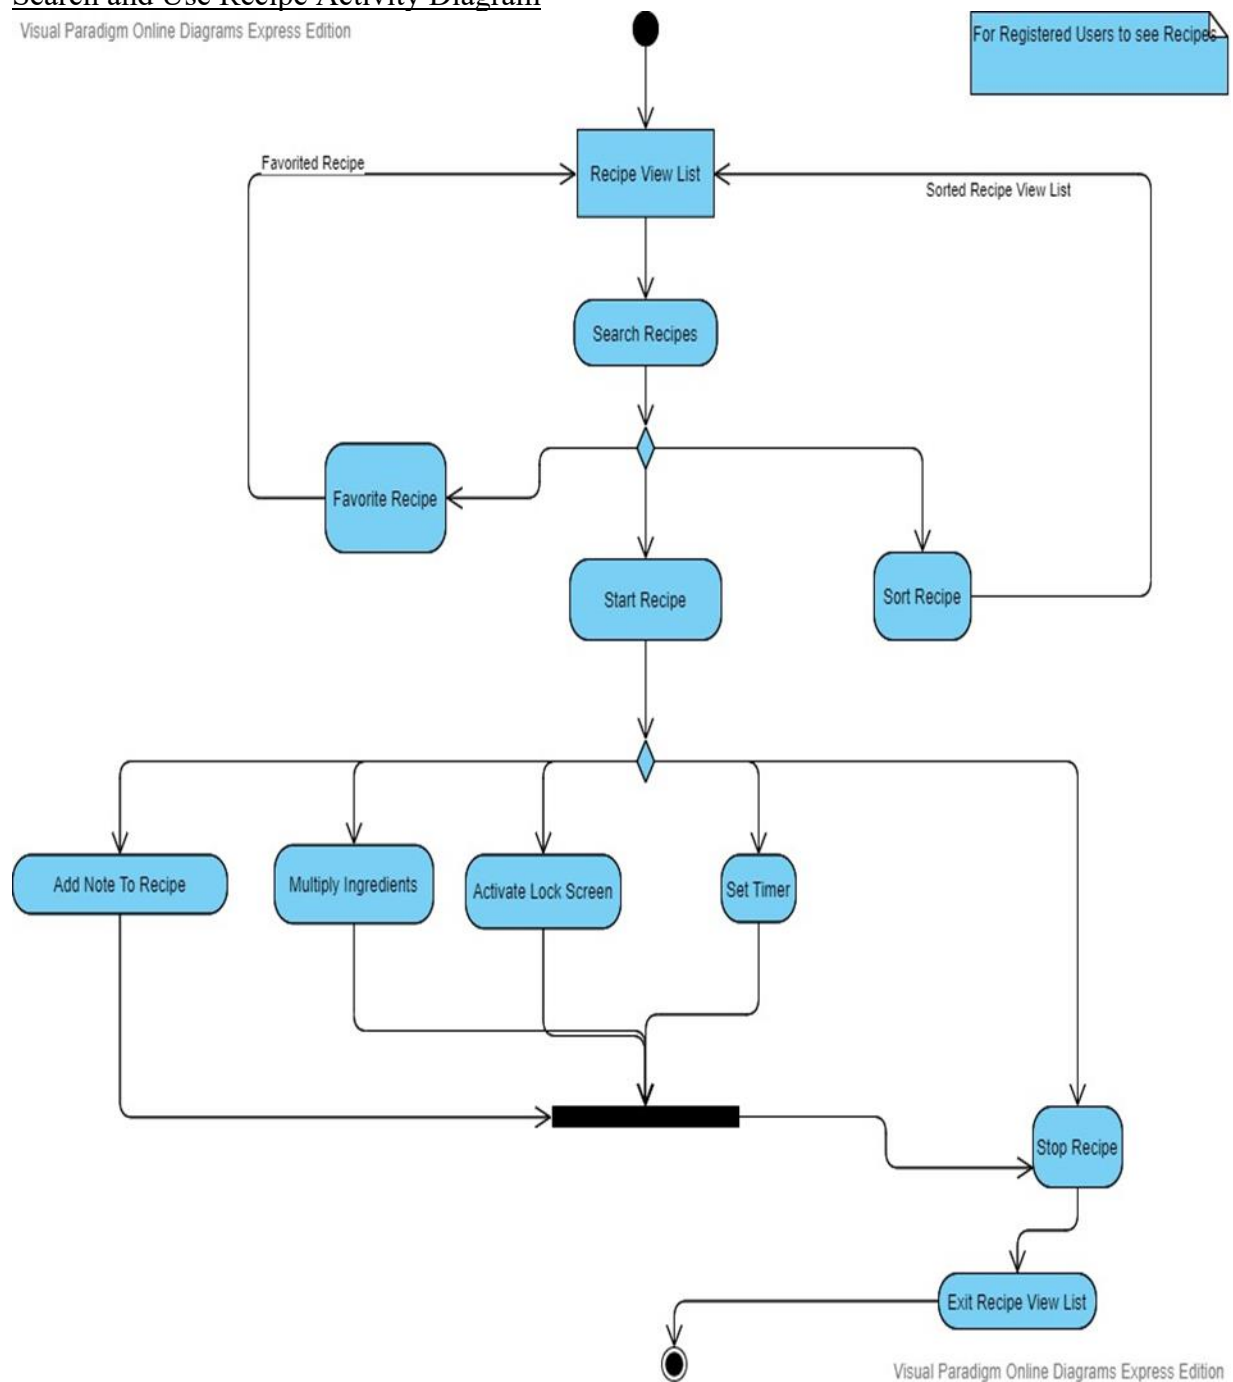 Search and Use Recipe Activity Diagram
Visual Paradigm Online Diagrams Express Edition
For Registered Users to see Recipes
Favorited Recipe
Recipe View List
Sorted Recipe View List
Search Recipes
Favorite Recipe
Start Recipe
Sort Recipe
Add Note To Recipe
Multiply Ingredients
Activate Lock Screen
Set Timer
Stop Recipe
Exit Recipe View List
Visual Paradigm Online Diagrams Express Edition